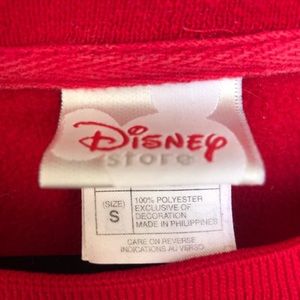 Disney
store
(SIZE)
S
100% POLYESTER
EXCLUSIVE OF
DECORATION
MADE IN PHILIPPINES
CARE ON REVERSE
INDICATIONS AU VERSO